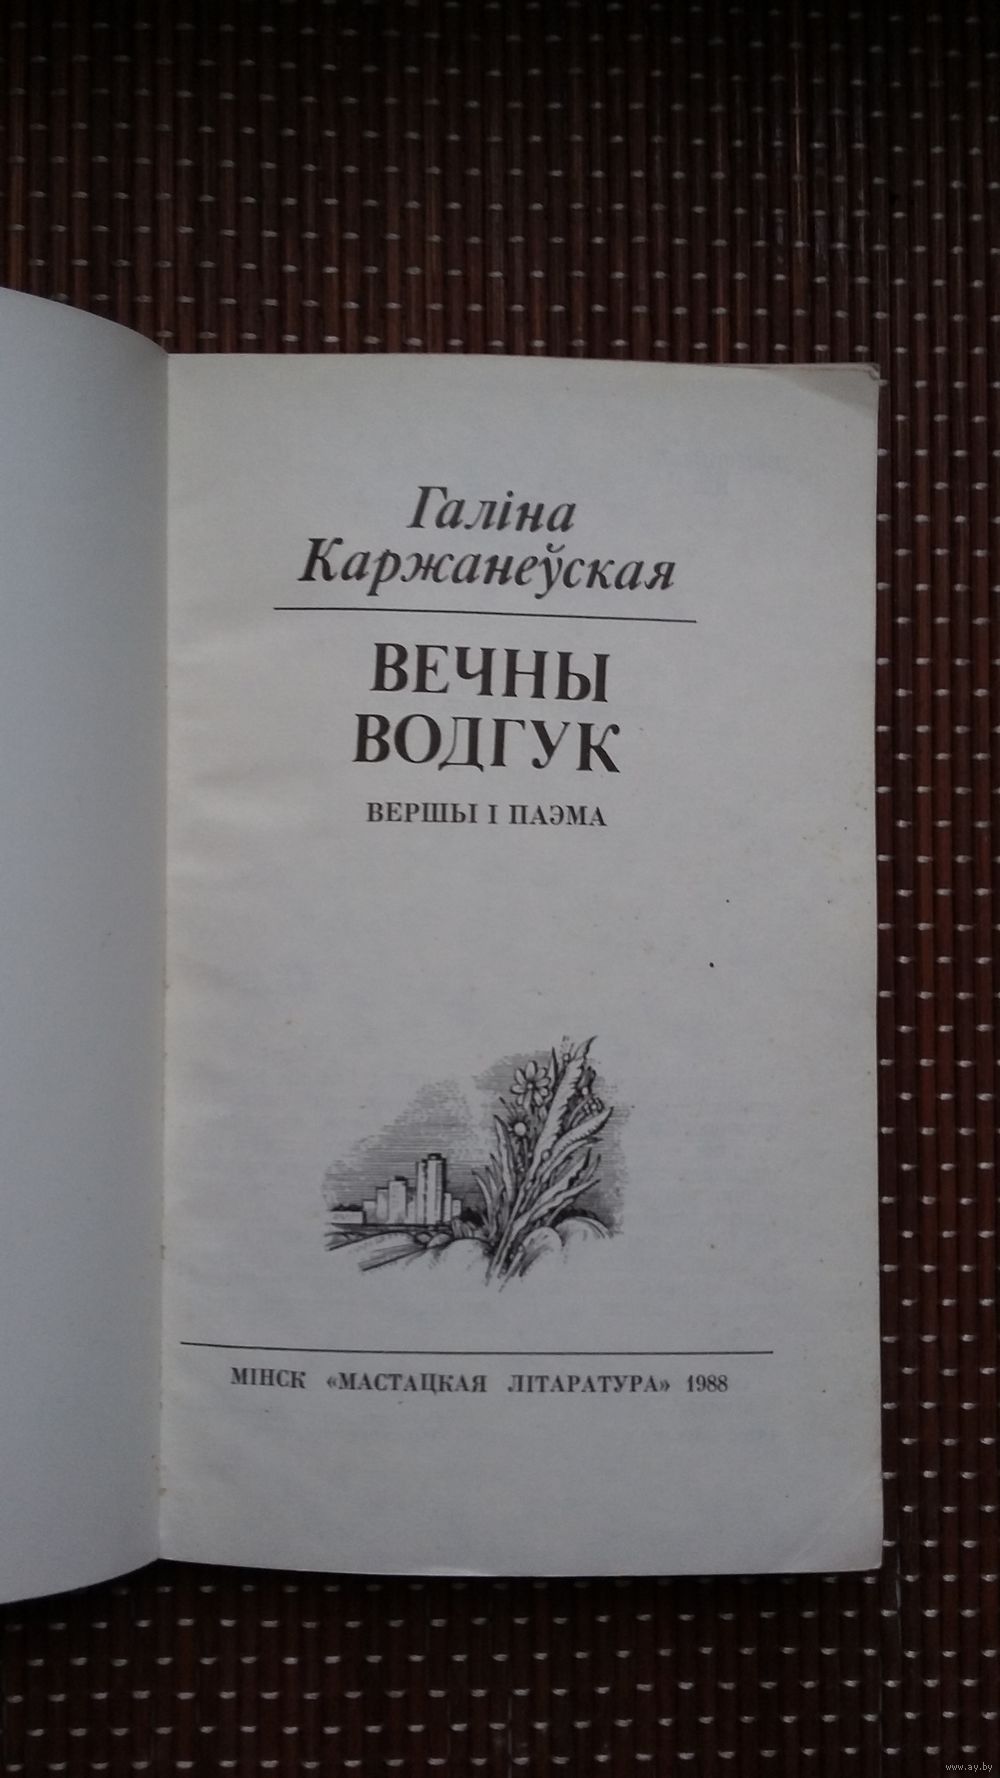 Галіна
Каржанеўская
ВЕЧНЫ
ВОДГУК
ВЕРШЫ І ПАЭМА
МІНСК «МАСТАЦКАЯ ЛІТАРАТУРА» 1988
www.ay.by